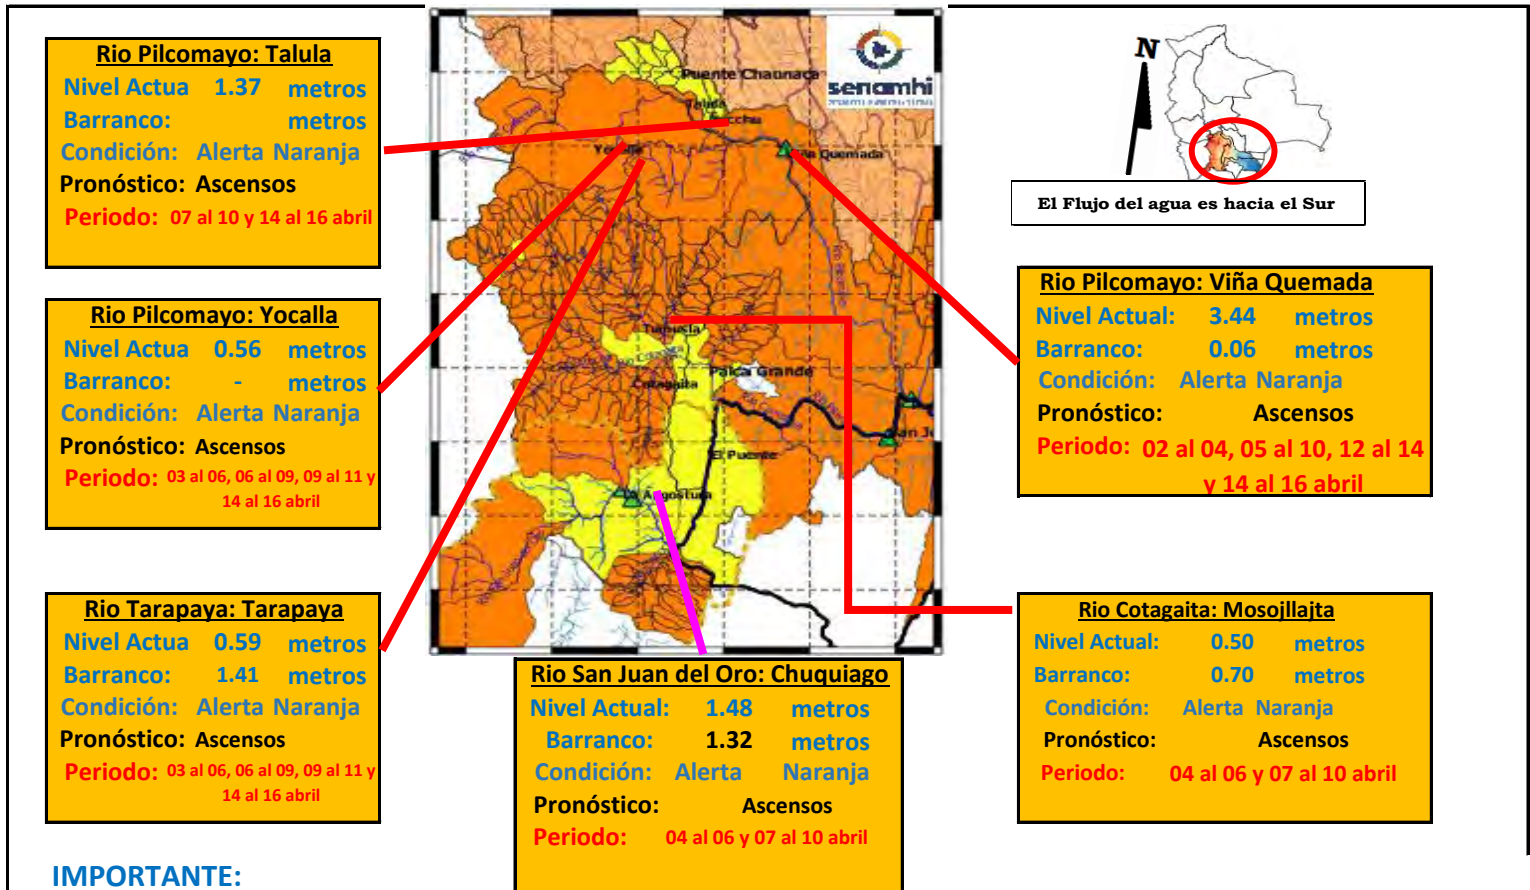 Rio Pilcomayo: Talula
Nivel Actua 1.37 metros
Barranco: metros
Condición: Alerta Naranja
Pronóstico: Ascensos
Periodo: 07 al 10 y 14 al 16 abril
Rio Pilcomayo: Yocalla
Nivel Actua 0.56 metros
Barranco: - metros
Condición: Alerta Naranja
Pronóstico: Ascensos
Periodo: 03 al 06, 06 al 09, 09 al 11 y
14 al 16 abril
Rio Tarapaya: Tarapaya
Nivel Actua 0.59 metros
Barranco: 1.41 metros
Condición: Alerta Naranja
Pronóstico: Ascensos
Periodo: 03 al 06, 06 al 09, 09 al 11 y
14 al 16 abril
IMPORTANTE:
senamhi
Puente Chaunaca
Talula
Viña Quemada
Tumusla
Rio Cotagaita
Cotagaita
Palca Grande
El Puente
La Angostura
Rio San Juan del Oro: Chuquiago
Nivel Actual: 1.48 metros
Barranco: 1.32 metros
Condición: Alerta Naranja
Pronóstico: Ascensos
Periodo: 04 al 06 y 07 al 10 abril
N
El Flujo del agua es hacia el Sur
Rio Pilcomayo: Viña Quemada
Nivel Actual: 3.44 metros
Barranco: 0.06 metros
Condición: Alerta Naranja
Pronóstico: Ascensos
Periodo: 02 al 04, 05 al 10, 12 al 14
y 14 al 16 abril
Rio Cotagaita: Mosojllajta
Nivel Actual: 0.50 metros
Barranco: 0.70 metros
Condición: Alerta Naranja
Pronóstico: Ascensos
Periodo: 04 al 06 y 07 al 10 abril